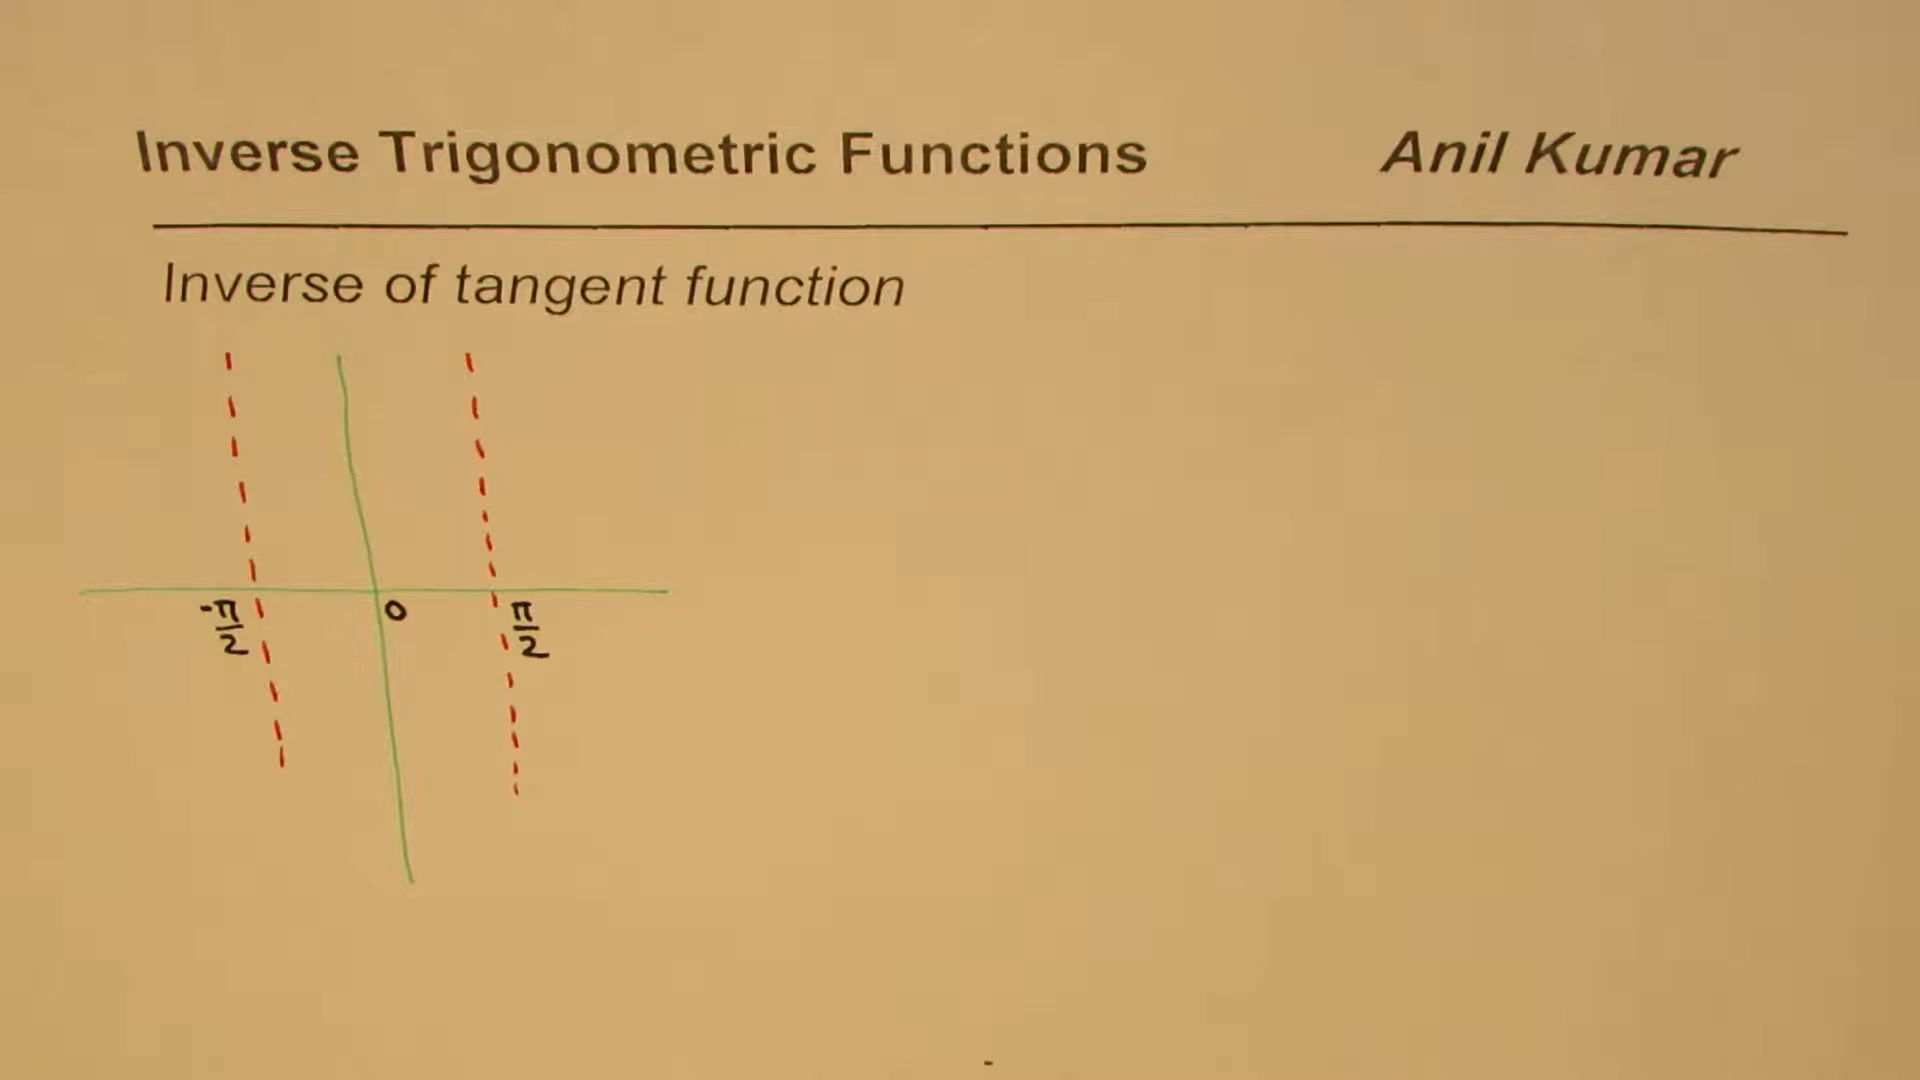 Inverse Trigonometric Functions Anil Kumar
Inverse of tangent function
-π/2 0 π/2